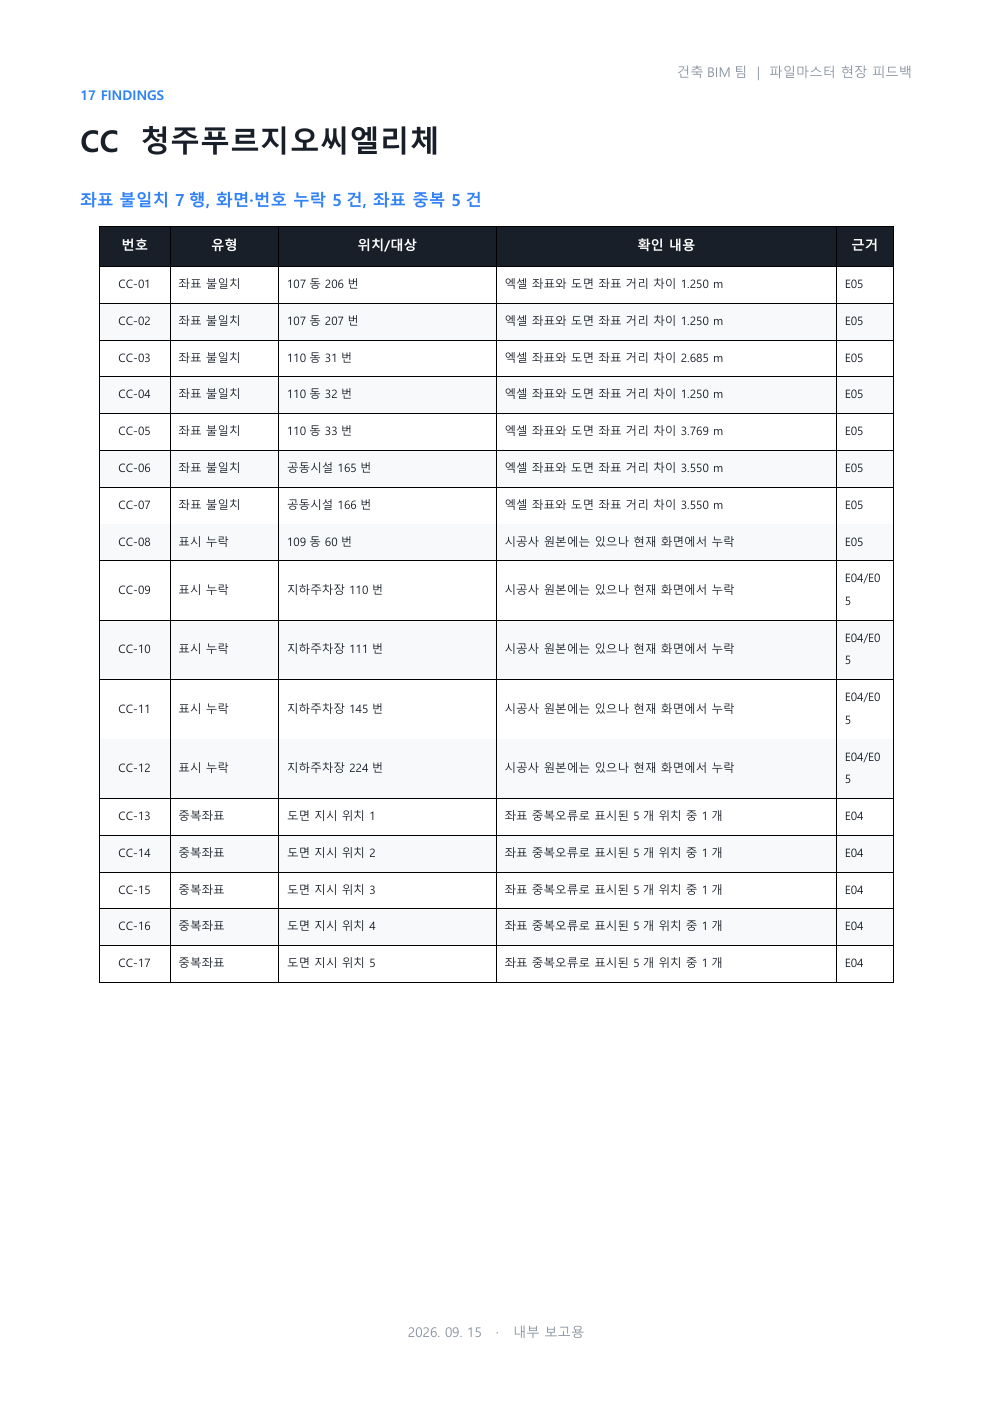 건축 BIM 팀 | 파일마스터 현장 피드백
17 FINDINGS
CC 청주푸르지오씨엘리체
좌표 불일치 7 행, 화면·번호 누락 5 건, 좌표 중복 5 건
번호 유형 위치/대상 확인 내용 근거
CC-01 좌표 불일치 107 동 206 번 엑셀 좌표와 도면 좌표 거리 차이 1.250 m E05
CC-02 좌표 불일치 107 동 207 번 엑셀 좌표와 도면 좌표 거리 차이 1.250 m E05
CC-03 좌표 불일치 110 동 31 번 엑셀 좌표와 도면 좌표 거리 차이 2.685 m E05
CC-04 좌표 불일치 110 동 32 번 엑셀 좌표와 도면 좌표 거리 차이 1.250 m E05
CC-05 좌표 불일치 110 동 33 번 엑셀 좌표와 도면 좌표 거리 차이 3.769 m E05
CC-06 좌표 불일치 공동시설 165 번 엑셀 좌표와 도면 좌표 거리 차이 3.550 m E05
CC-07 좌표 불일치 공동시설 166 번 엑셀 좌표와 도면 좌표 거리 차이 3.550 m E05
CC-08 표시 누락 109 동 60 번 시공사 원본에는 있으나 현재 화면에서 누락 E05
CC-09 표시 누락 지하주차장 110 번 시공사 원본에는 있으나 현재 화면에서 누락 E04/E0
5
CC-10 표시 누락 지하주차장 111 번 시공사 원본에는 있으나 현재 화면에서 누락 E04/E0
5
CC-11 표시 누락 지하주차장 145 번 시공사 원본에는 있으나 현재 화면에서 누락 E04/E0
5
CC-12 표시 누락 지하주차장 224 번 시공사 원본에는 있으나 현재 화면에서 누락 E04/E0
5
CC-13 중복좌표 도면 지시 위치 1 좌표 중복오류로 표시된 5 개 위치 중 1 개 E04
CC-14 중복좌표 도면 지시 위치 2 좌표 중복오류로 표시된 5 개 위치 중 1 개 E04
CC-15 중복좌표 도면 지시 위치 3 좌표 중복오류로 표시된 5 개 위치 중 1 개 E04
CC-16 중복좌표 도면 지시 위치 4 좌표 중복오류로 표시된 5 개 위치 중 1 개 E04
CC-17 중복좌표 도면 지시 위치 5 좌표 중복오류로 표시된 5 개 위치 중 1 개 E04
2026. 09. 15 · 내부 보고용